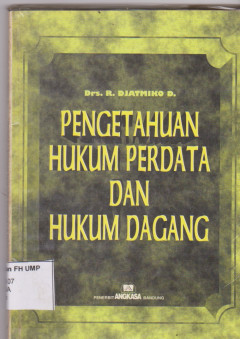 Drs. R. DJATMIKO D.
PENGETAHUAN
HUKUM PERDATA
DAN
HUKUM DAGANG
n FH UMP
07
A
PENERBIT ANGKASA BANDUNG